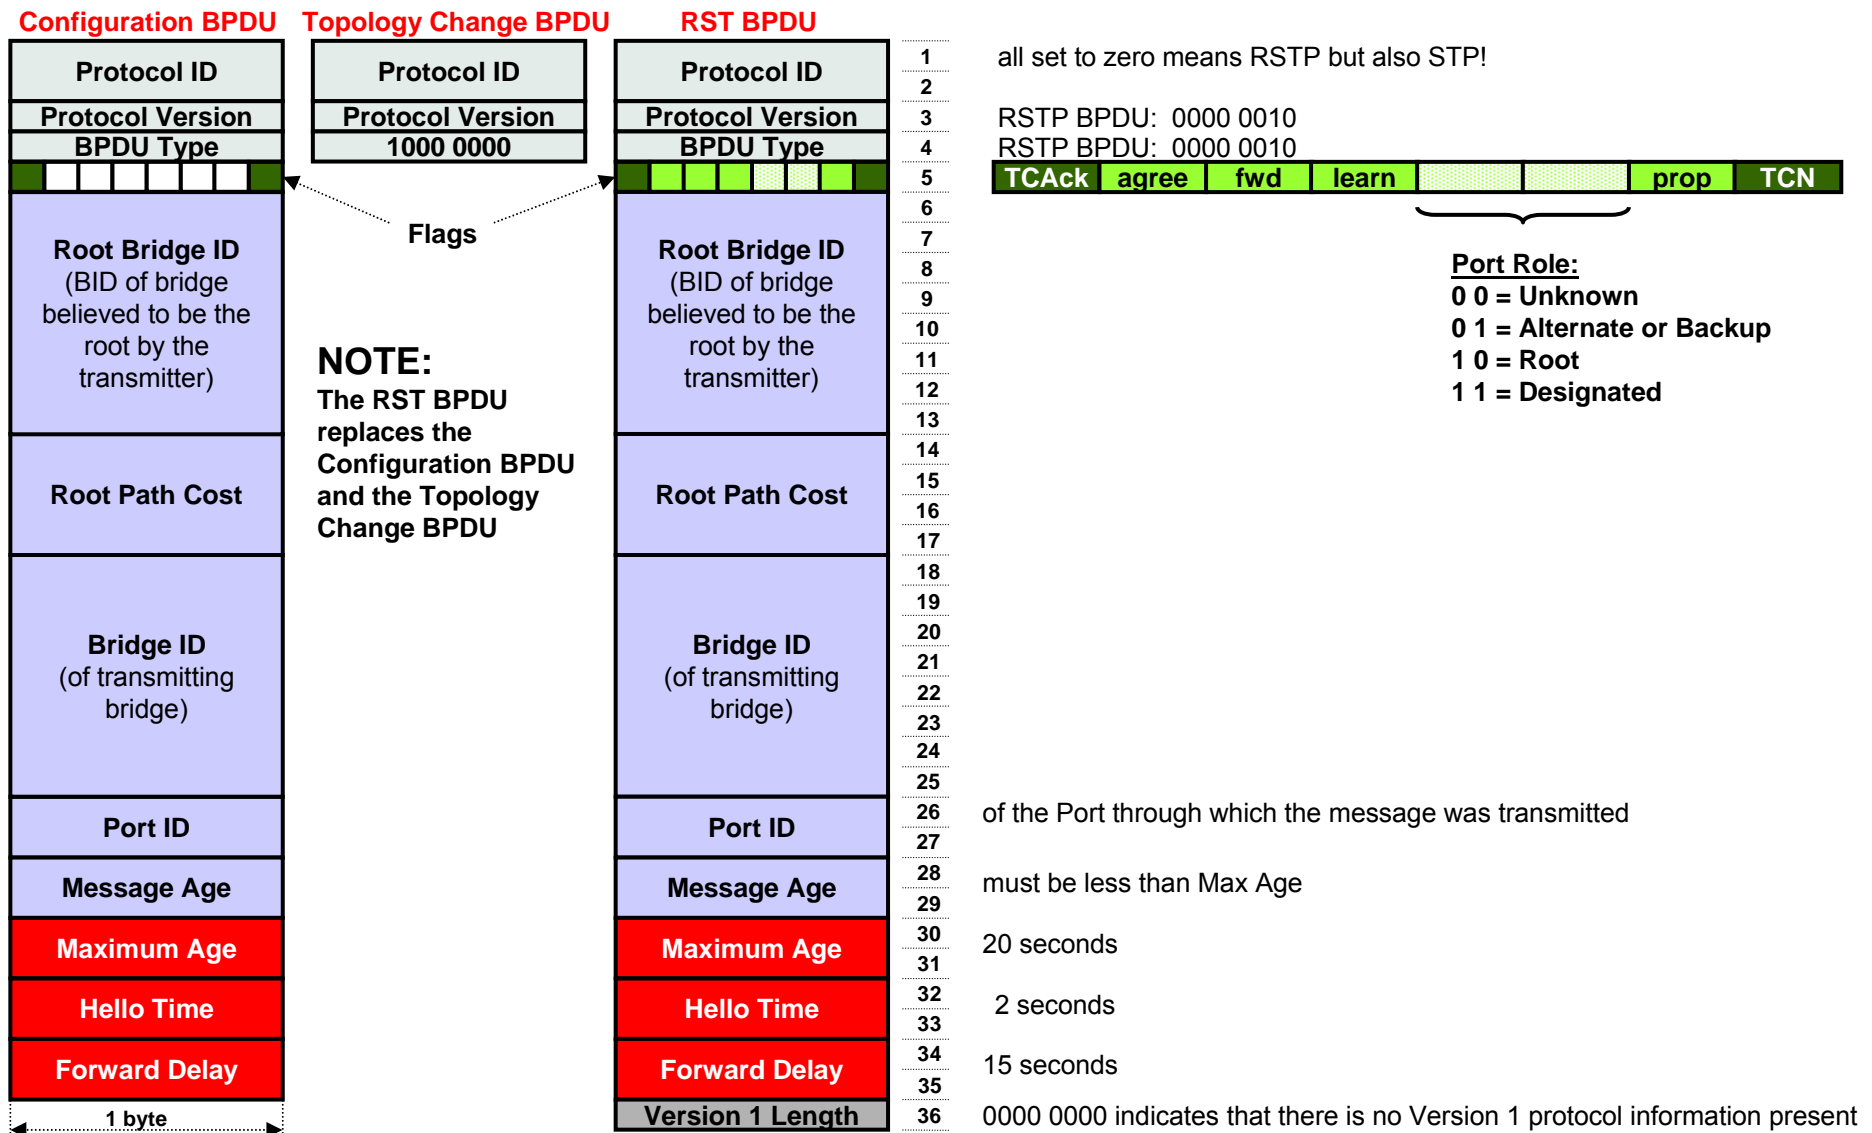 Configuration BPDU
Topology Change BPDU
RST BPDU
Protocol ID
Protocol ID
Protocol ID
1
2
all set to zero means RSTP but also STP!
Protocol Version
Protocol Version
Protocol Version
3
RSTP BPDU: 0000 0010
BPDU Type
1000 0000
BPDU Type
4
RSTP BPDU: 0000 0010
5
TCAck
agree
fwd
learn
prop
TCN
Flags
Root Bridge ID
(BID of bridge
believed to be the
root by the
transmitter)
NOTE:
The RST BPDU
replaces the
Configuration BPDU
and the Topology
Change BPDU
Root Bridge ID
(BID of bridge
believed to be the
root by the
transmitter)
6
7
8
9
10
11
12
13
Port Role:
0 0 = Unknown
0 1 = Alternate or Backup
1 0 = Root
1 1 = Designated
Root Path Cost
Root Path Cost
14
15
16
17
Bridge ID
(of transmitting
bridge)
Bridge ID
(of transmitting
bridge)
18
19
20
21
22
23
24
25
Port ID
Port ID
26
27
of the Port through which the message was transmitted
Message Age
Message Age
28
29
must be less than Max Age
Maximum Age
Maximum Age
30
31
20 seconds
Hello Time
Hello Time
32
33
2 seconds
Forward Delay
Forward Delay
34
35
15 seconds
1 byte
Version 1 Length
36
0000 0000 indicates that there is no Version 1 protocol information present